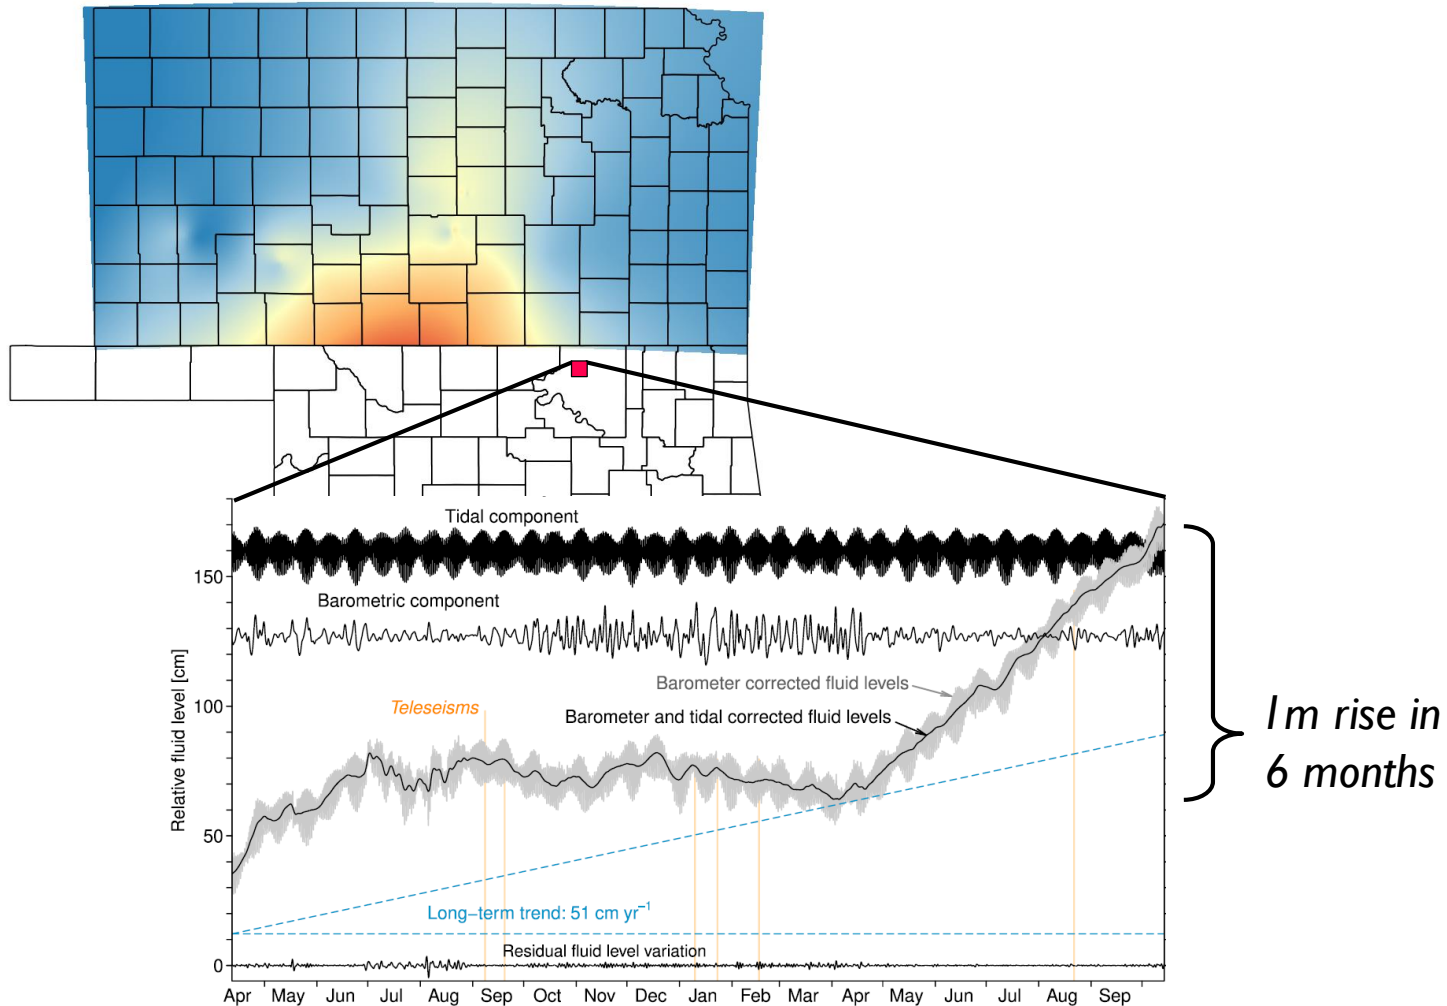 Tidal component
150
Barometric component
Relative fluid level [cm]
Barometer corrected fluid levels
100
Teleseisms
Barometer and tidal corrected fluid levels
1m rise in
6 months
50
Long–term trend: 51 cm yr⁻¹
Residual fluid level variation
0
Apr May Jun Jul Aug Sep Oct Nov Dec Jan Feb Mar Apr May Jun Jul Aug Sep